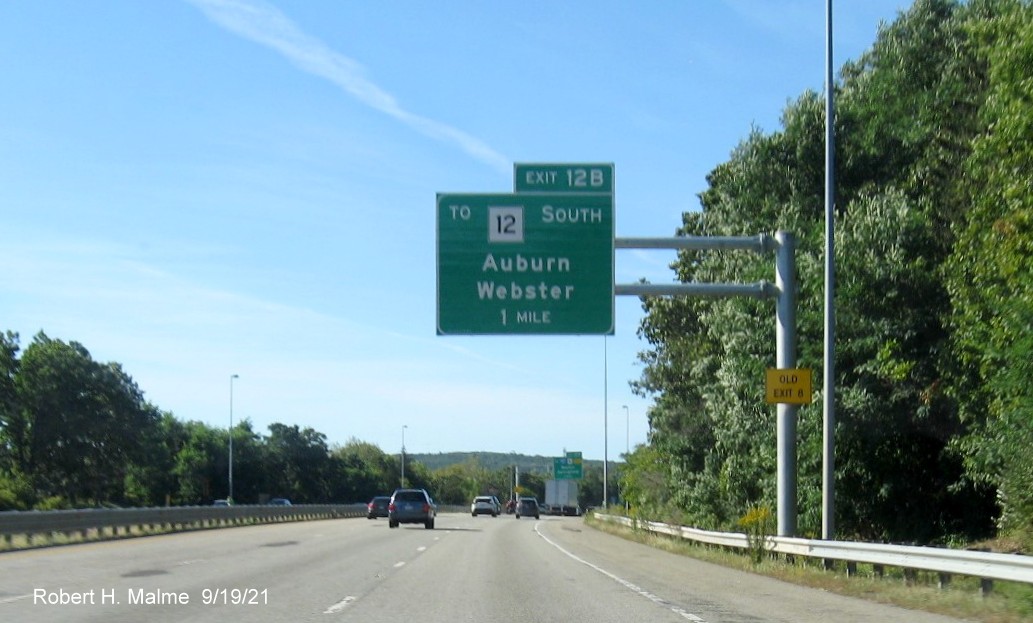 EXIT 12B
TO 12 SOUTH
Auburn
Webster
1 MILE
OLD
EXIT 8
Robert H. Malme 9/19/21